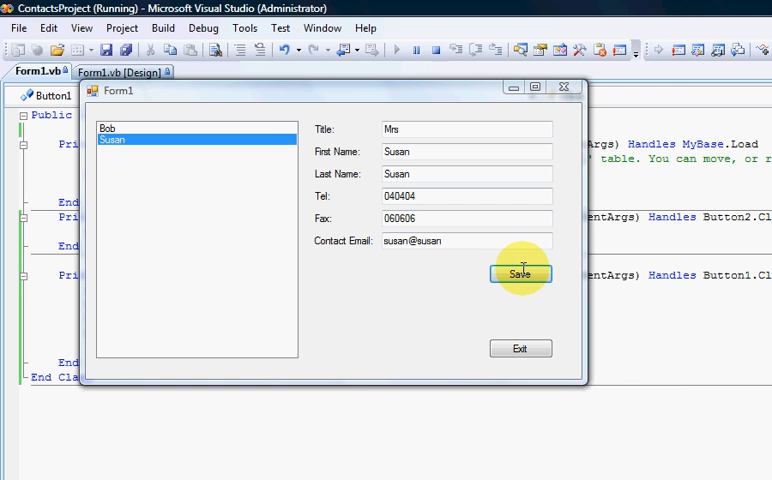 ContactsProject (Running) - Microsoft Visual Studio (Administrator)
File Edit View Project Build Debug Tools Test Window Help
Form1.vb Form1.vb [Design]
Button1
Form1
Public
Bob
Susan
Title: Mrs
First Name: Susan
Last Name: Susan
Tel: 040404
Fax: 060606
Contact Email: susan@susan
Save
Exit
Args) Handles MyBase.Load
' table. You can move, or r
End
entArgs) Handles Button2.Cl
End
entArgs) Handles Button1.Cl
End
End Cla